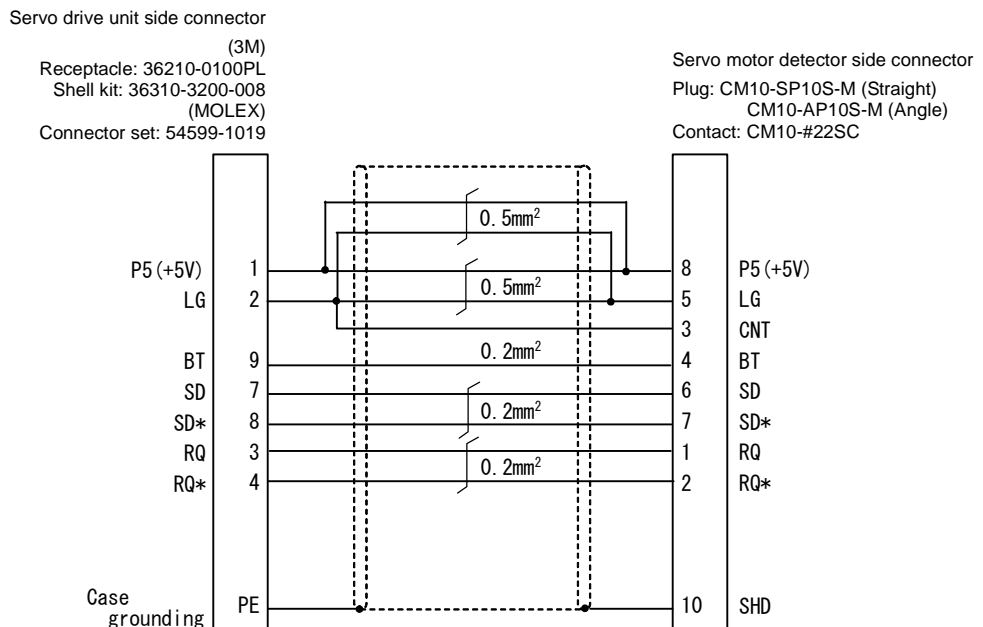 Servo drive unit side connector
(3M)
Receptacle: 36210-0100PL
Shell kit: 36310-3200-008
(MOLEX)
Connector set: 54599-1019
Servo motor detector side connector
Plug: CM10-SP10S-M (Straight)
CM10-AP10S-M (Angle)
Contact: CM10-#22SC
0.5mm²
P5(+5V) 1 0.5mm² 8 P5(+5V)
LG 2 5 LG
3 CNT
BT 9 0.2mm² 4 BT
SD 7 6 SD
SD* 8 0.2mm² 7 SD*
RQ 3 1 RQ
RQ* 4 0.2mm² 2 RQ*
Case
grounding PE 10 SHD